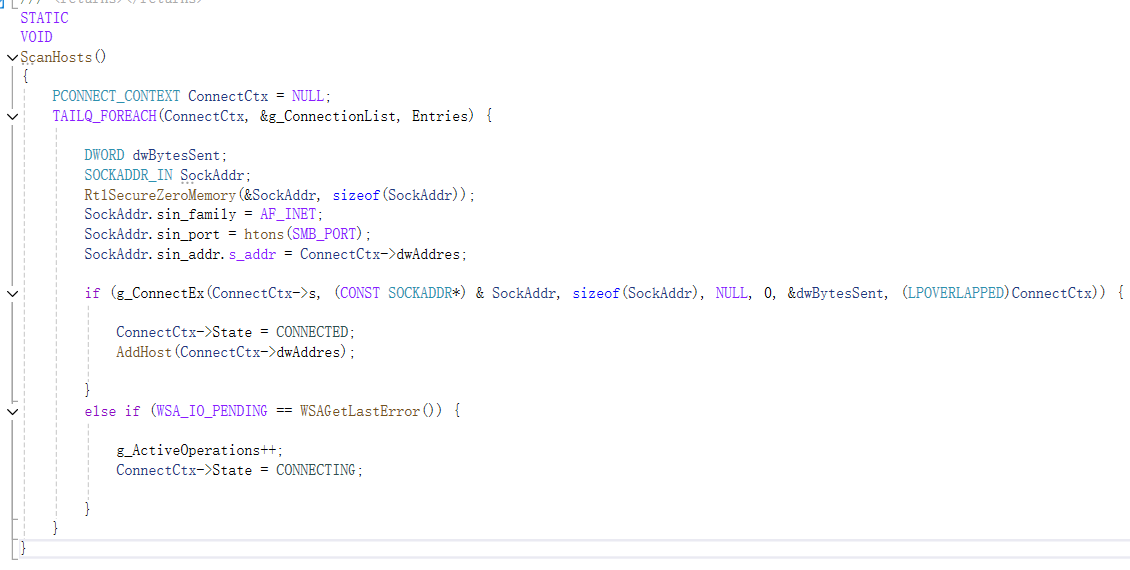 /// <returns></returns>
STATIC
VOID
ScanHosts()
{
    PCONNECT_CONTEXT ConnectCtx = NULL;
    TAILQ_FOREACH(ConnectCtx, &g_ConnectionList, Entries) {
        DWORD dwBytesSent;
        SOCKADDR_IN SockAddr;
        RtlSecureZeroMemory(&SockAddr, sizeof(SockAddr));
        SockAddr.sin_family = AF_INET;
        SockAddr.sin_port = htons(SMB_PORT);
        SockAddr.sin_addr.s_addr = ConnectCtx->dwAddres;
        if (g_ConnectEx(ConnectCtx->s, (CONST SOCKADDR*) & SockAddr, sizeof(SockAddr), NULL, 0, &dwBytesSent, (LPOVERLAPPED)ConnectCtx)) {
            ConnectCtx->State = CONNECTED;
            AddHost(ConnectCtx->dwAddres);
        }
        else if (WSA_IO_PENDING == WSAGetLastError()) {
            g_ActiveOperations++;
            ConnectCtx->State = CONNECTING;
        }
    }
}